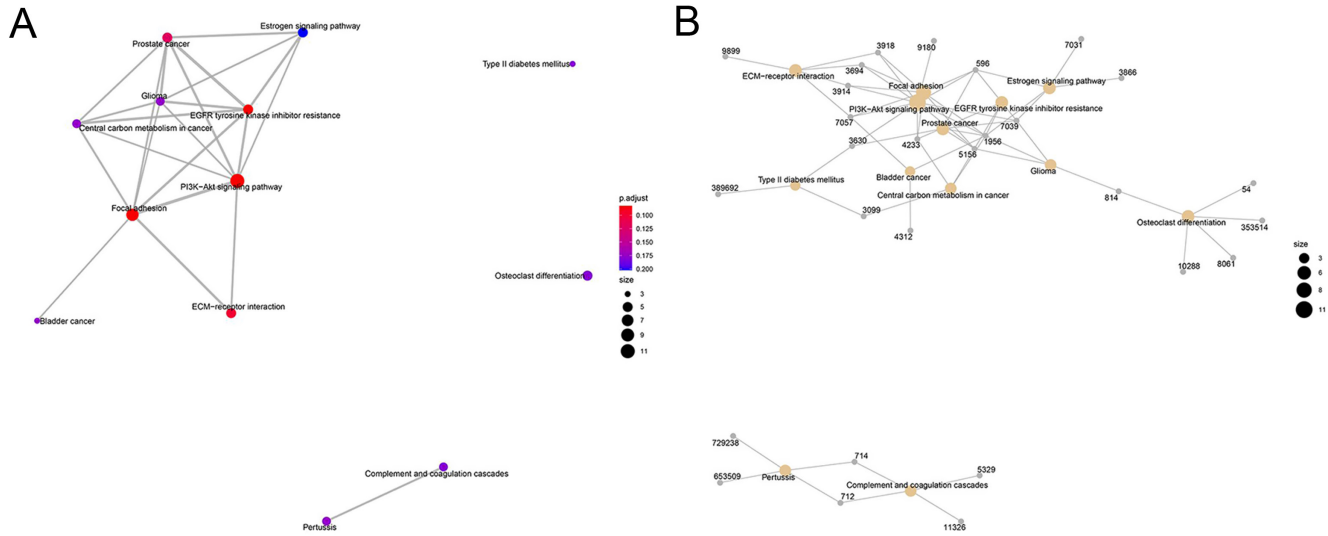 A
Estrogen signaling pathway
Prostate cancer
Type II diabetes mellitus
Glioma
EGFR tyrosine kinase inhibitor resistance
Central carbon metabolism in cancer
PI3K−Akt signaling pathway
Focal adhesion
p.adjust
0.100
0.125
0.150
0.175
0.200
Osteoclast differentiation
size
3
5
7
9
11
ECM−receptor interaction
Bladder cancer
Complement and coagulation cascades
Pertussis
B
9899
3918
9180
7031
ECM−receptor interaction
3694
596
Estrogen signaling pathway
3866
3914
Focal adhesion
PI3K−Akt signaling pathway
EGFR tyrosine kinase inhibitor resistance
7057
Prostate cancer
7039
3630
4233
1956
5156
Glioma
Type II diabetes mellitus
Bladder cancer
389692
Central carbon metabolism in cancer
814
54
3099
4312
Osteoclast differentiation
353514
10288
8061
size
3
6
8
11
729238
714
653509
Pertussis
5329
Complement and coagulation cascades
712
11326